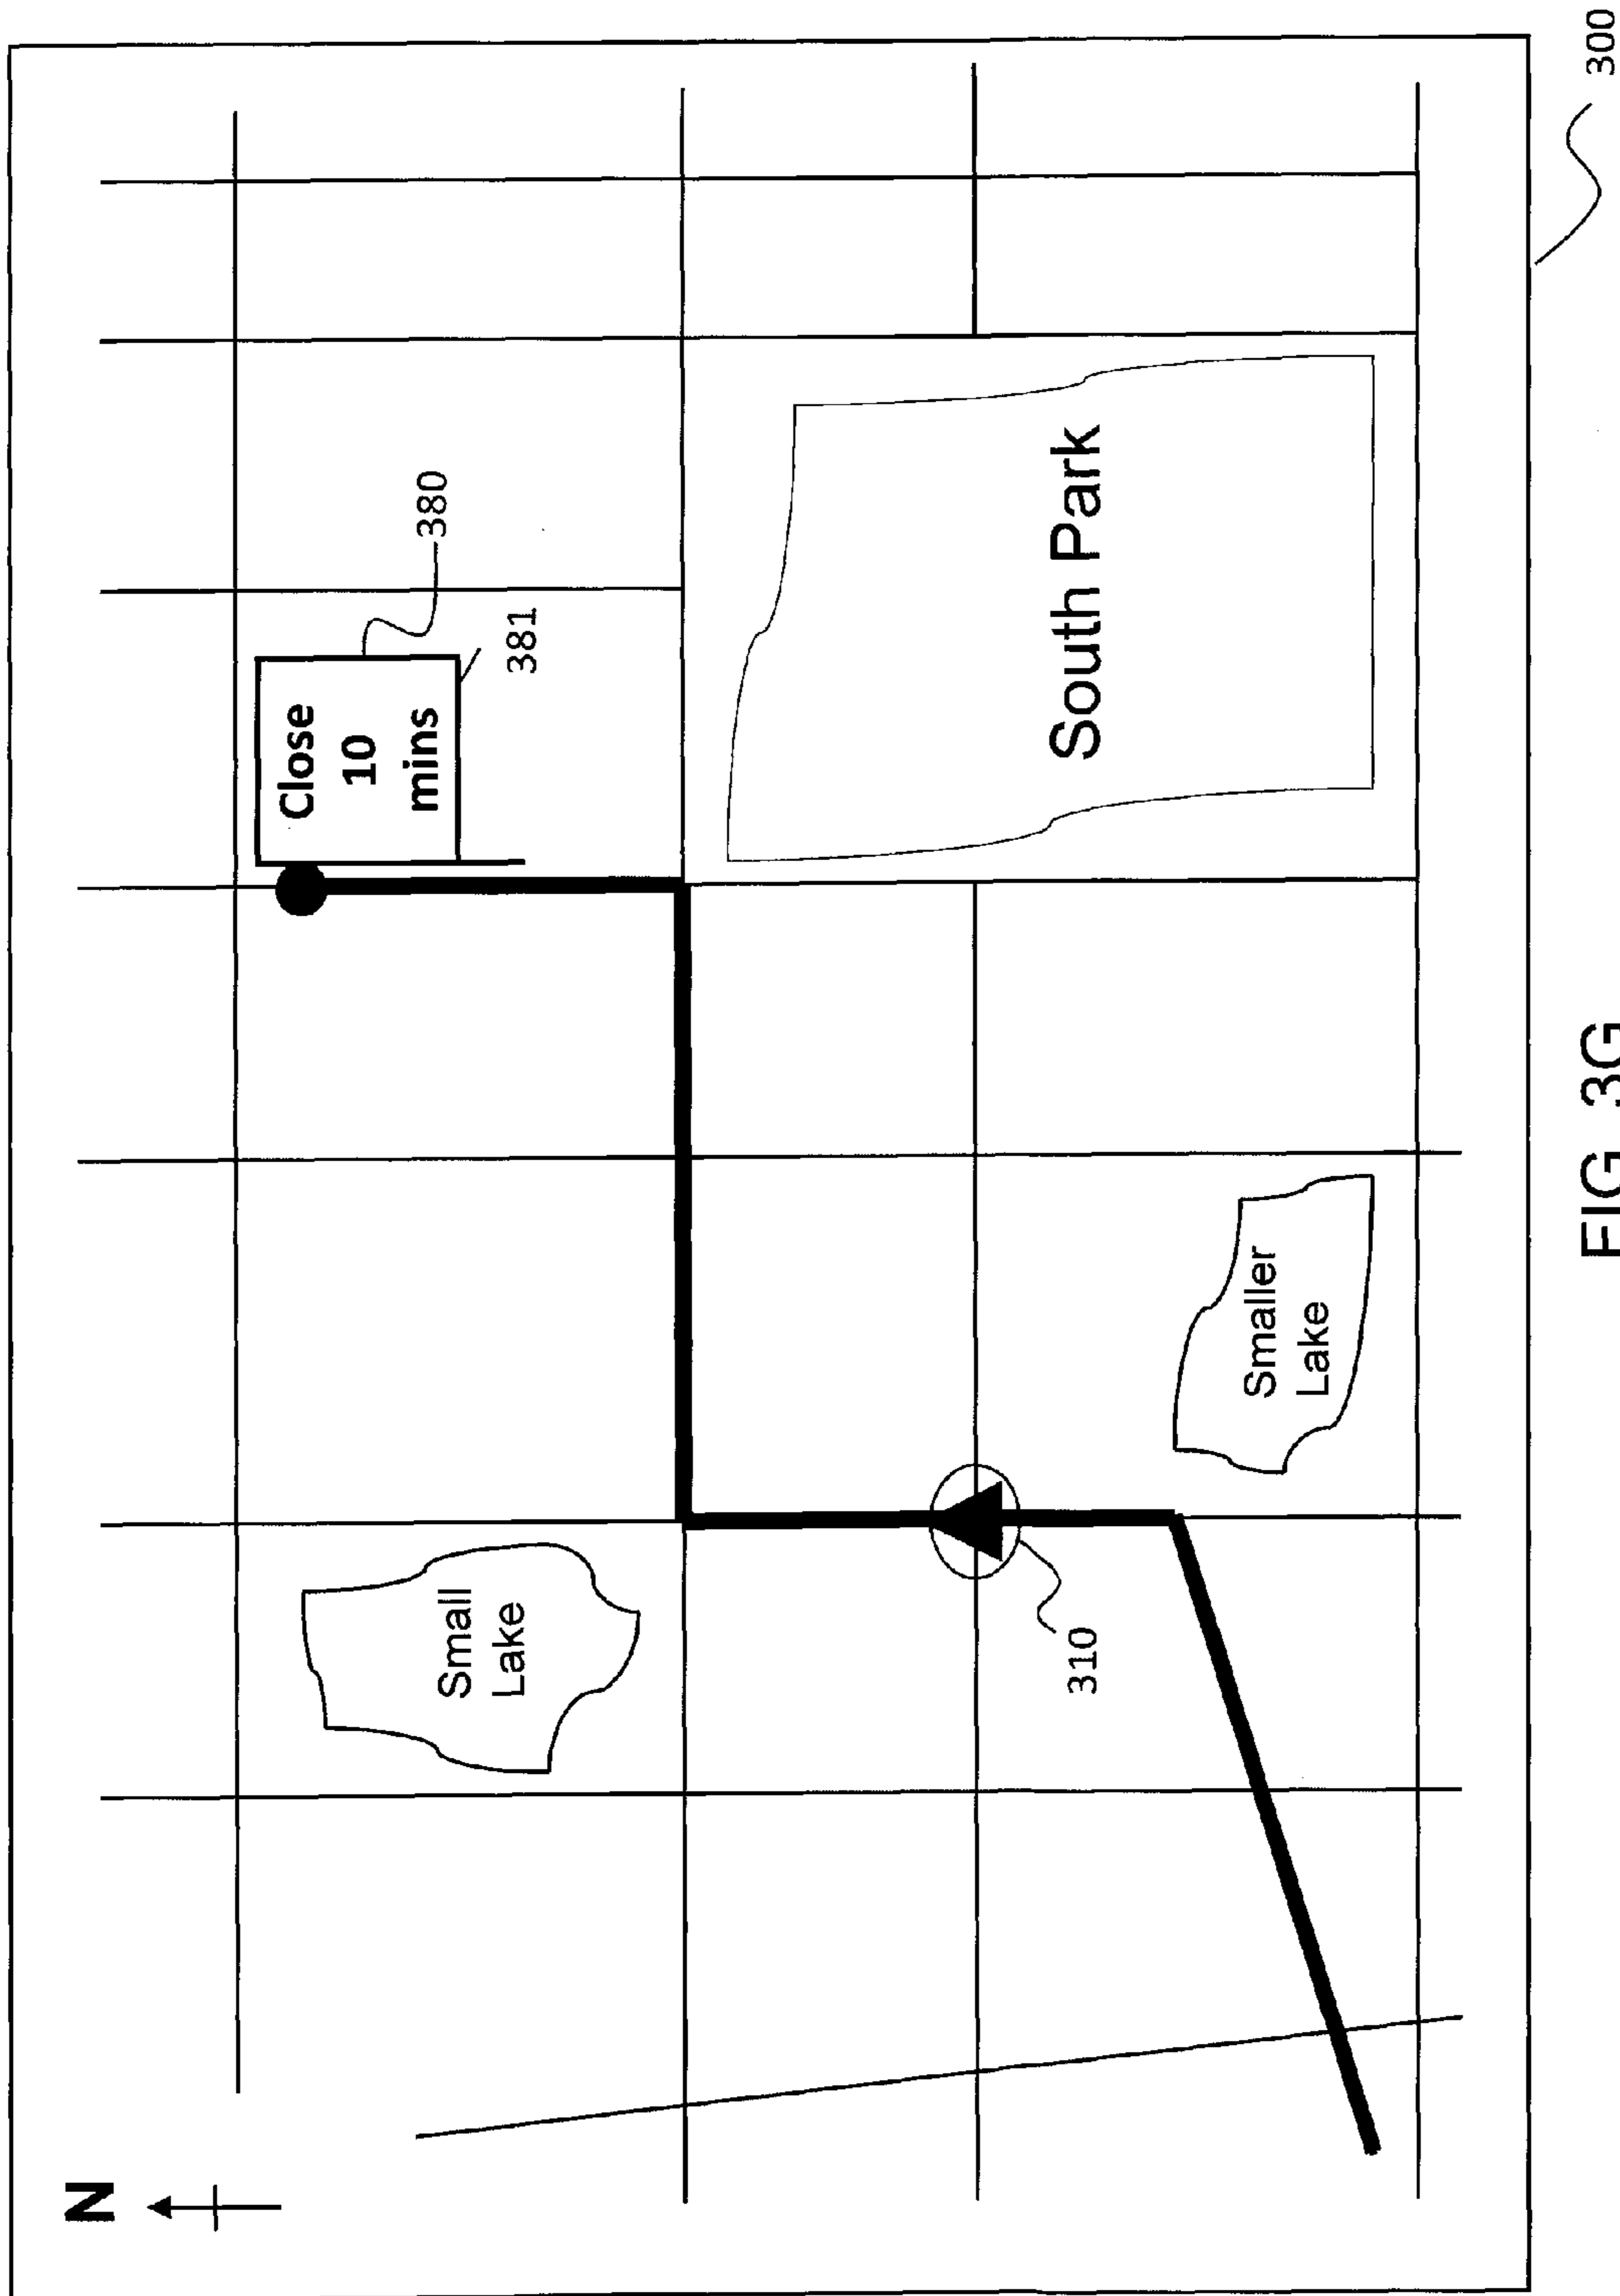 N
Close
10
mins
380
381
Small
Lake
South Park
310
Smaller
Lake
300
FIG. 3G